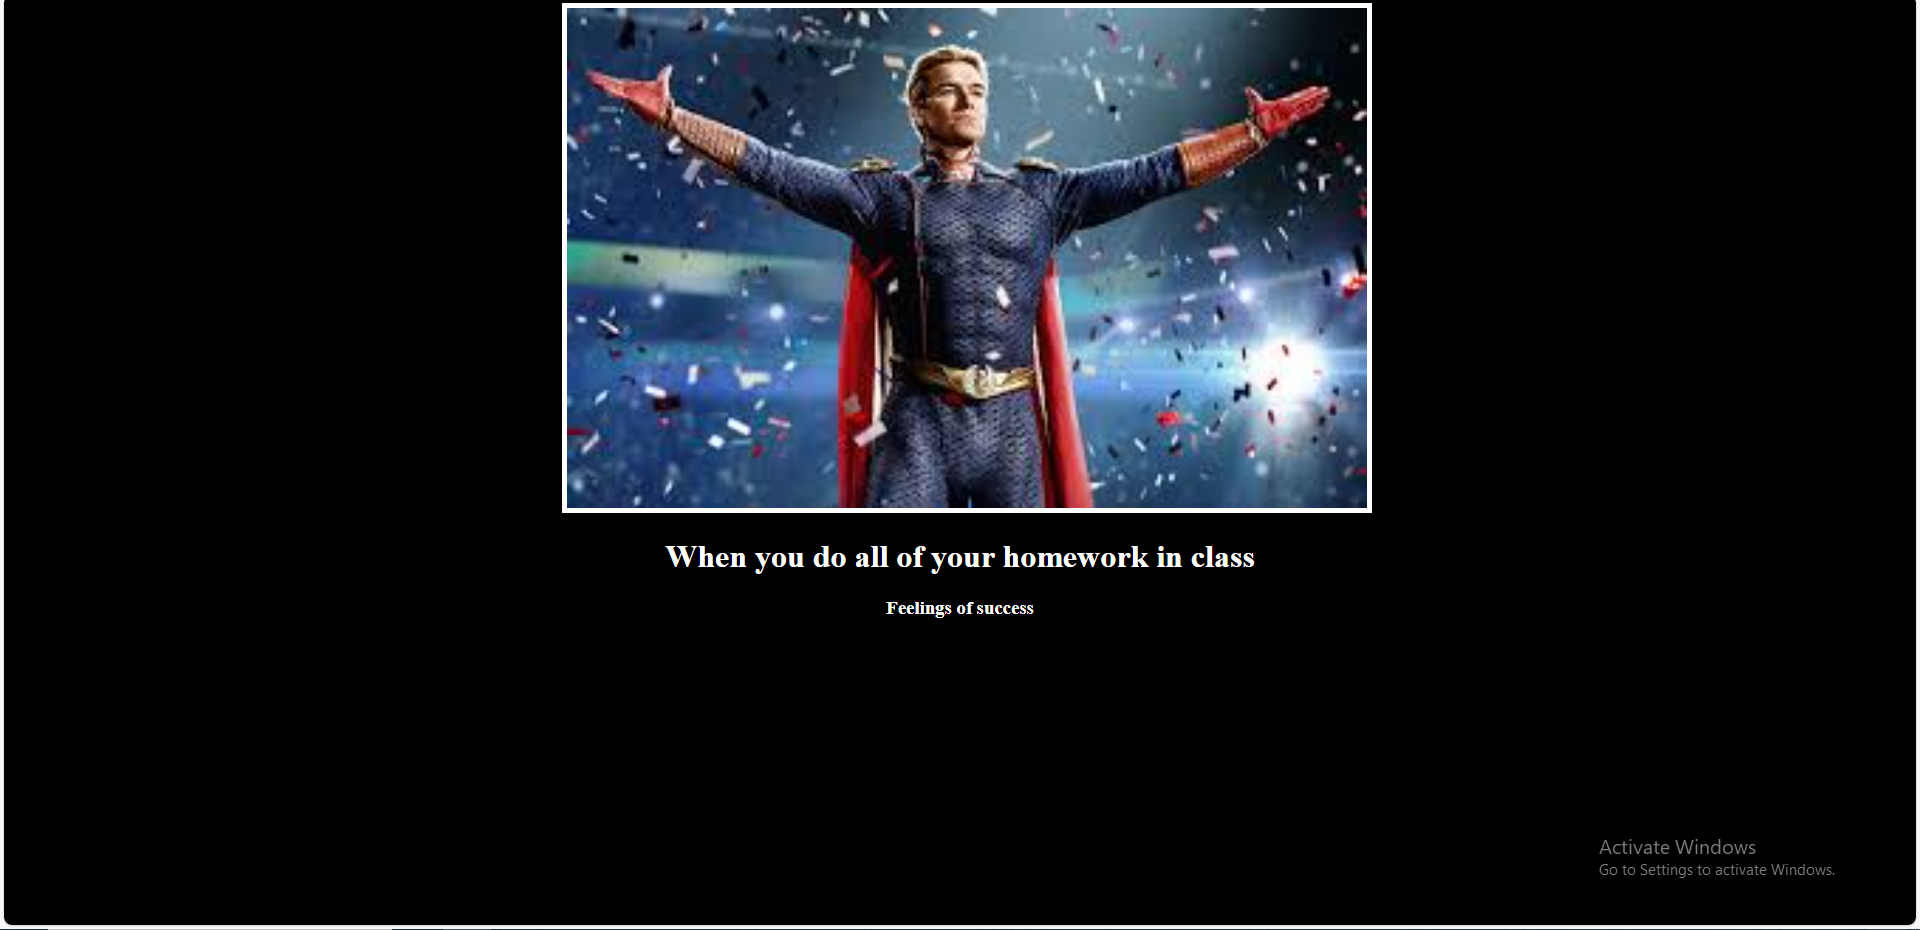 When you do all of your homework in class
Feelings of success
Activate Windows
Go to Settings to activate Windows.